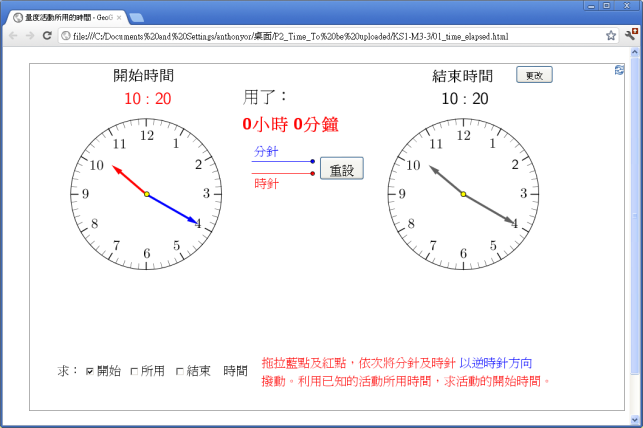 量度活動所用的時間 - GeoG
file:///C:/Documents%20and%20Settings/anthonyor/桌面/P2_Time_To%20be%20uploaded/KS1-M3-3/01_time_elapsed.html
開始時間
10 : 20
用了：
0小時 0分鐘
分針
時針
重設
結束時間
10 : 20
更改
12
1
2
3
4
5
6
7
8
9
10
11
12
1
2
3
4
5
6
7
8
9
10
11
求： 開始 所用 結束 時間
拖拉藍點及紅點，依次將分針及時針 以逆時針方向
撥動。利用已知的活動所用時間，求活動的開始時間。